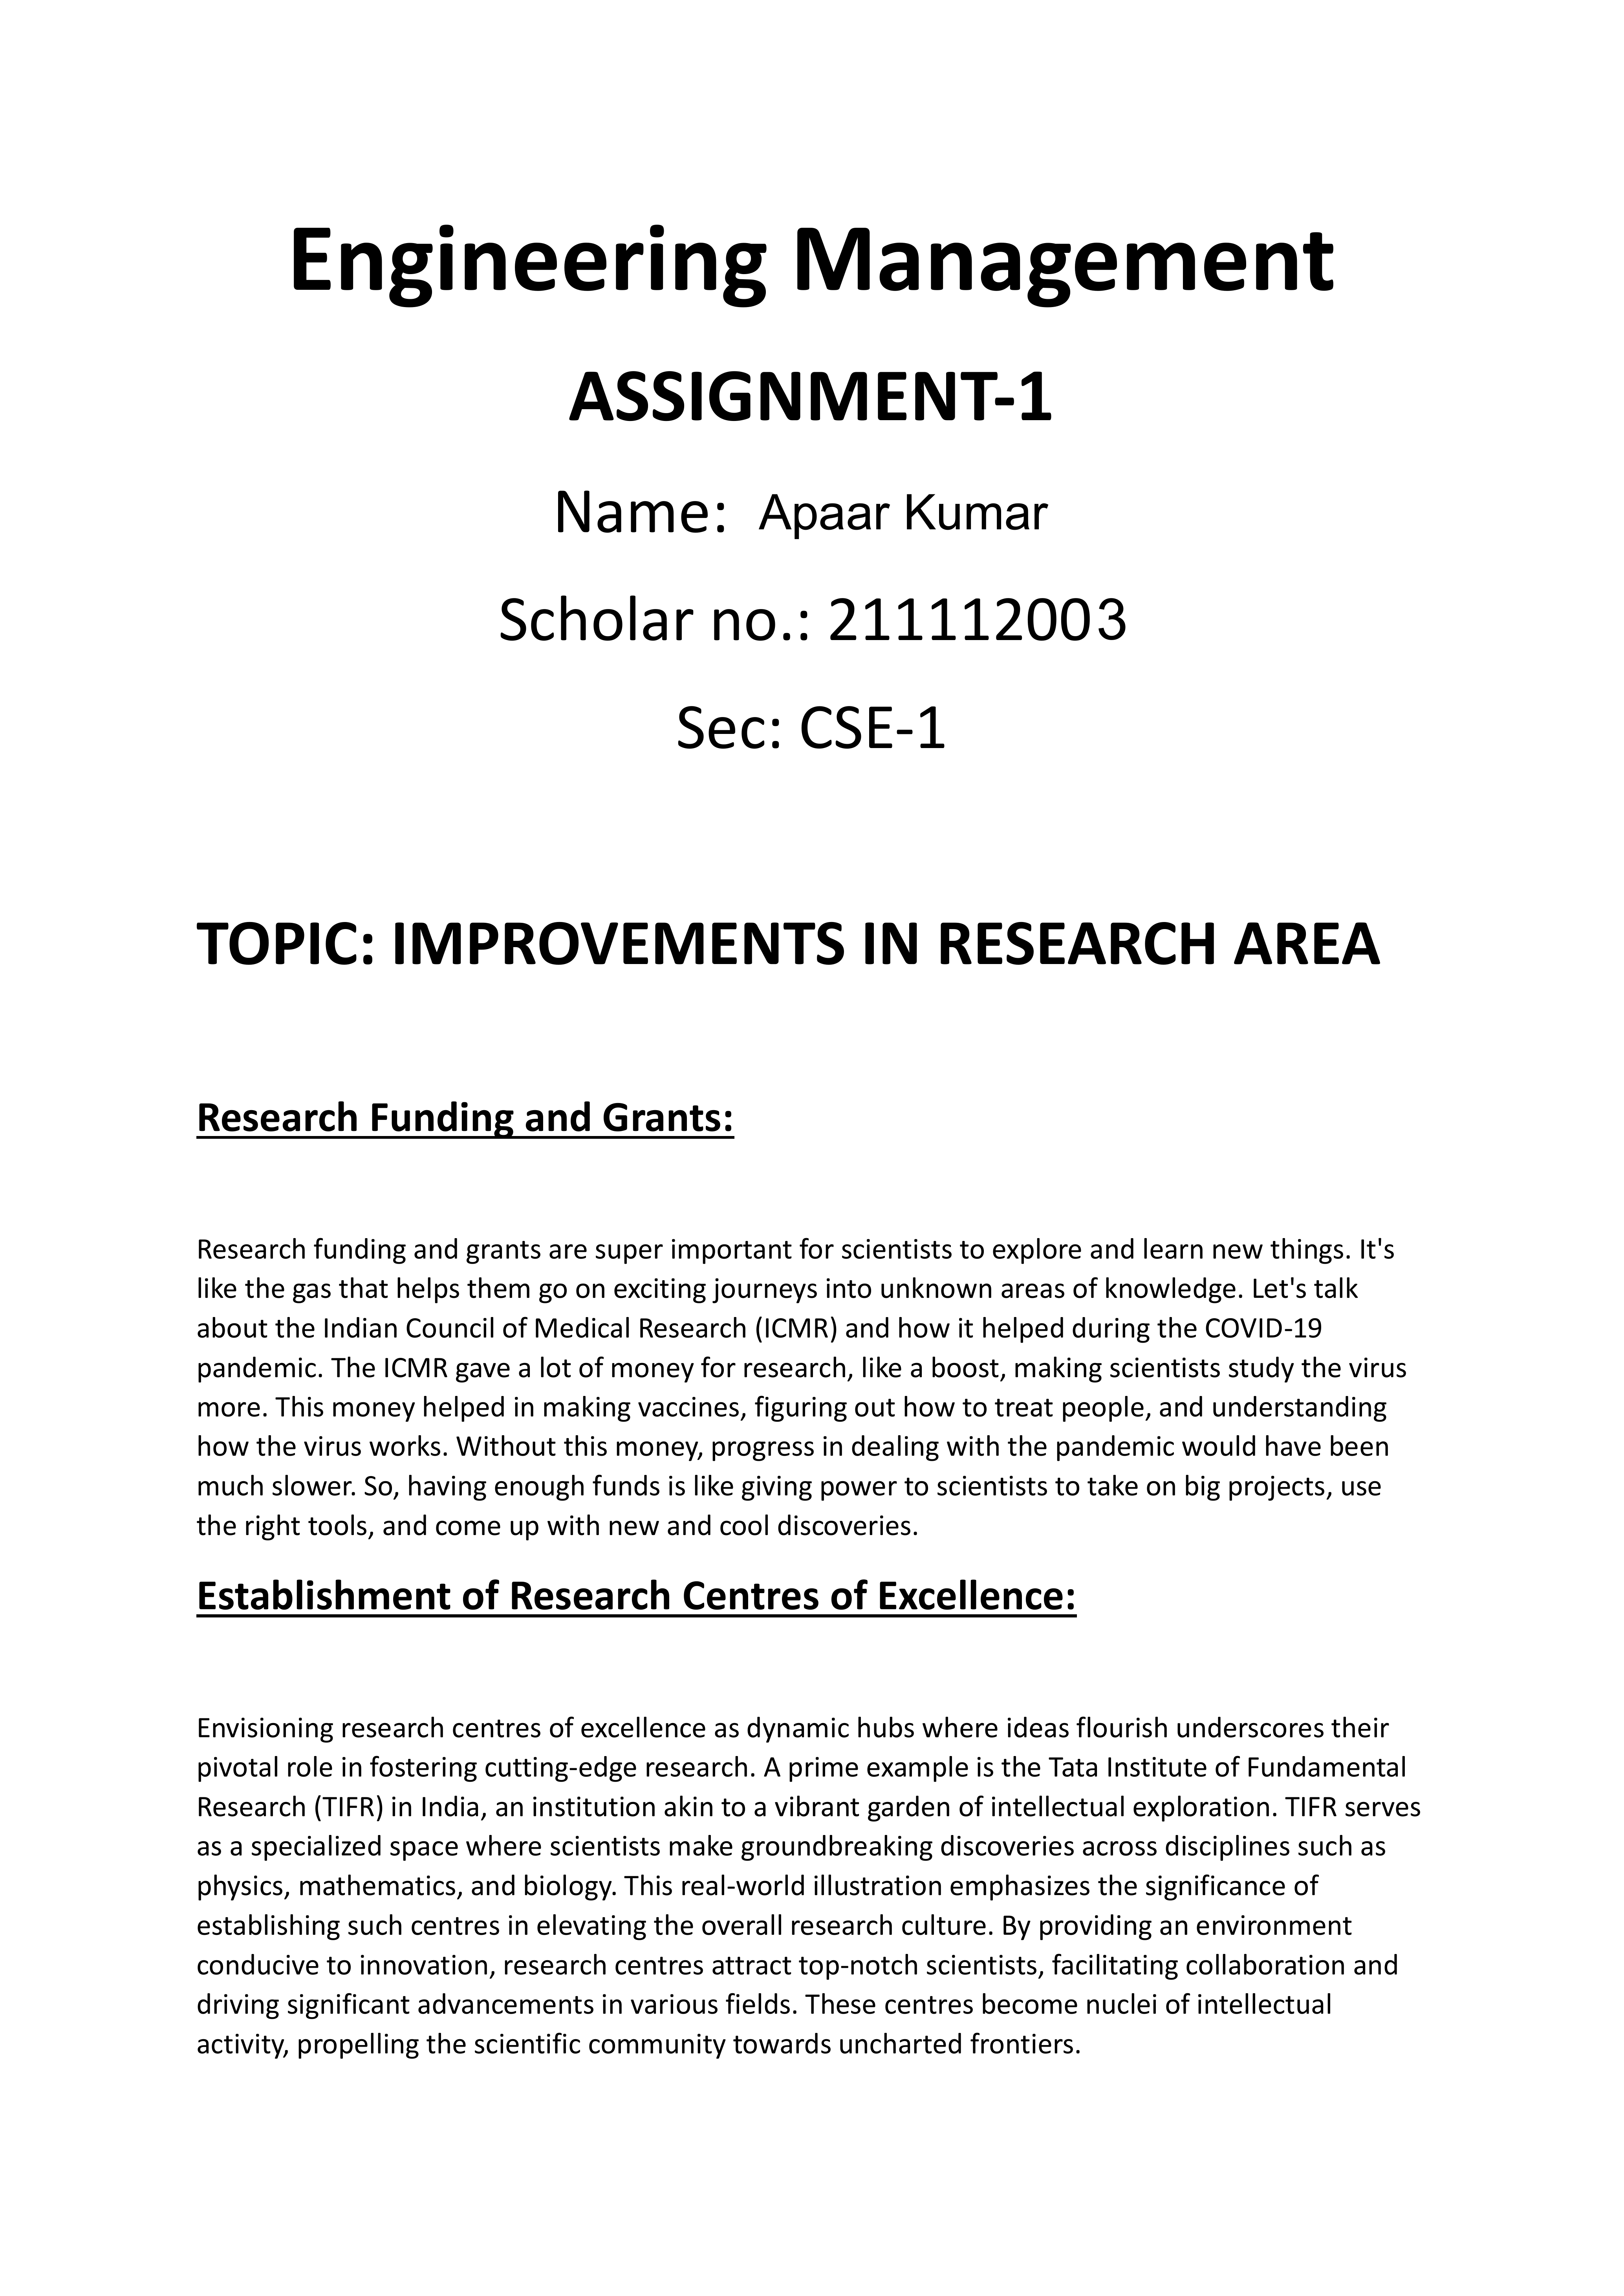 Engineering Management
ASSIGNMENT-1
Name: Apaar Kumar
Scholar no.: 211112003
Sec: CSE-1
TOPIC: IMPROVEMENTS IN RESEARCH AREA
Research Funding and Grants:
Research funding and grants are super important for scientists to explore and learn new things. It's
like the gas that helps them go on exciting journeys into unknown areas of knowledge. Let's talk
about the Indian Council of Medical Research (ICMR) and how it helped during the COVID-19
pandemic. The ICMR gave a lot of money for research, like a boost, making scientists study the virus
more. This money helped in making vaccines, figuring out how to treat people, and understanding
how the virus works. Without this money, progress in dealing with the pandemic would have been
much slower. So, having enough funds is like giving power to scientists to take on big projects, use
the right tools, and come up with new and cool discoveries.
Establishment of Research Centres of Excellence:
Envisioning research centres of excellence as dynamic hubs where ideas flourish underscores their
pivotal role in fostering cutting-edge research. A prime example is the Tata Institute of Fundamental
Research (TIFR) in India, an institution akin to a vibrant garden of intellectual exploration. TIFR serves
as a specialized space where scientists make groundbreaking discoveries across disciplines such as
physics, mathematics, and biology. This real-world illustration emphasizes the significance of
establishing such centres in elevating the overall research culture. By providing an environment
conducive to innovation, research centres attract top-notch scientists, facilitating collaboration and
driving significant advancements in various fields. These centres become nuclei of intellectual
activity, propelling the scientific community towards uncharted frontiers.